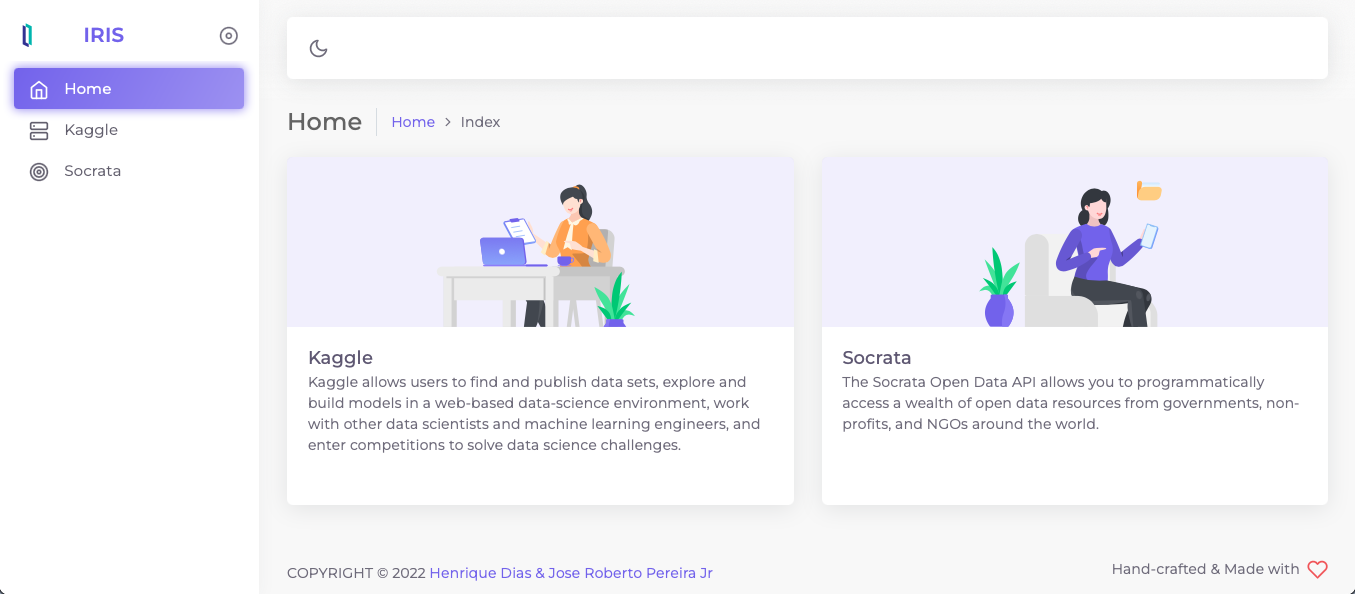 IRIS
Home
Kaggle
Socrata
Home
Home > Index
Kaggle
Kaggle allows users to find and publish data sets, explore and
build models in a web-based data-science environment, work
with other data scientists and machine learning engineers, and
enter competitions to solve data science challenges.
Socrata
The Socrata Open Data API allows you to programmatically
access a wealth of open data resources from governments, non-
profits, and NGOs around the world.
COPYRIGHT © 2022 Henrique Dias & Jose Roberto Pereira Jr
Hand-crafted & Made with